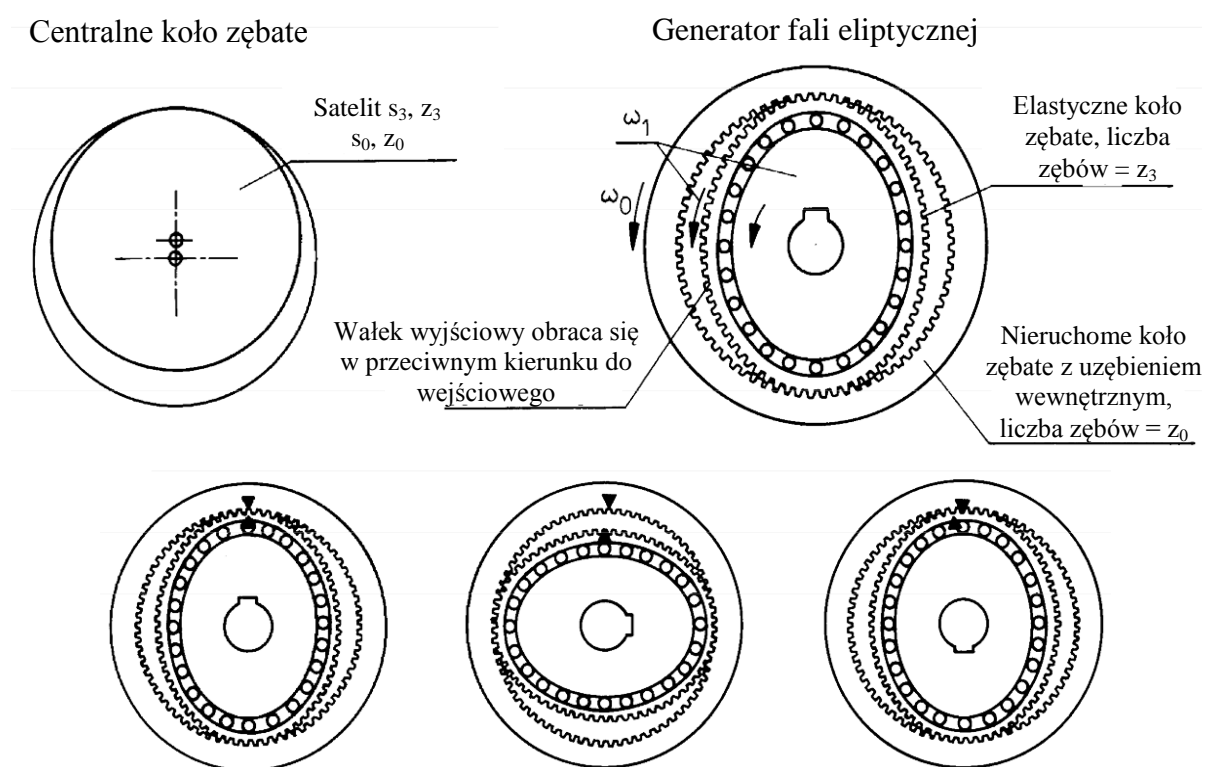 Centralne koło zębate
Generator fali eliptycznej
Satelit s₃, z₃
s₀, z₀
ω₁
ω₀
Elastyczne koło
zębate, liczba
zębów = z₃
Wałek wyjściowy obraca się
w przeciwnym kierunku do
wejściowego
Nieruchome koło
zębate z uzębieniem
wewnętrznym,
liczba zębów = z₀